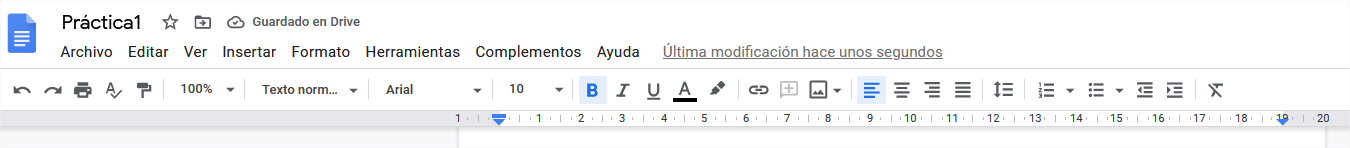 Práctica1 Guardado en Drive
Archivo Editar Ver Insertar Formato Herramientas Complementos Ayuda Última modificación hace unos segundos
100% Texto norm... Arial 10 B I U A
1 1 2 3 4 5 6 7 8 9 10 11 12 13 14 15 16 17 18 19 20